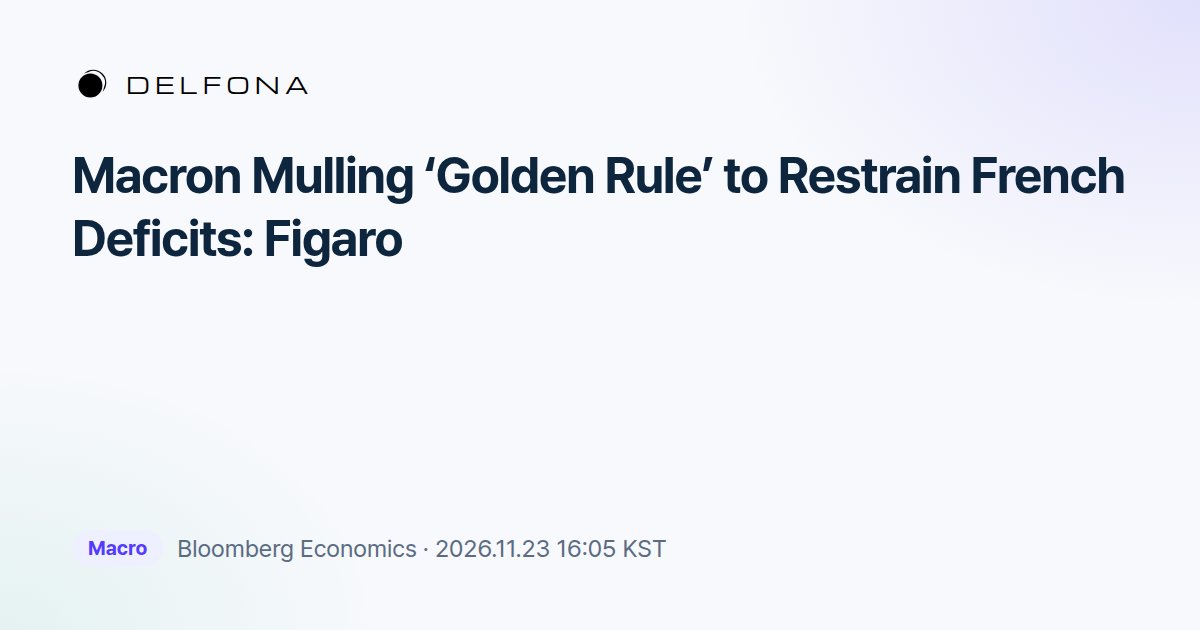 DELFONA
Macron Mulling ‘Golden Rule’ to Restrain French
Deficits: Figaro
Macro Bloomberg Economics · 2026.11.23 16:05 KST